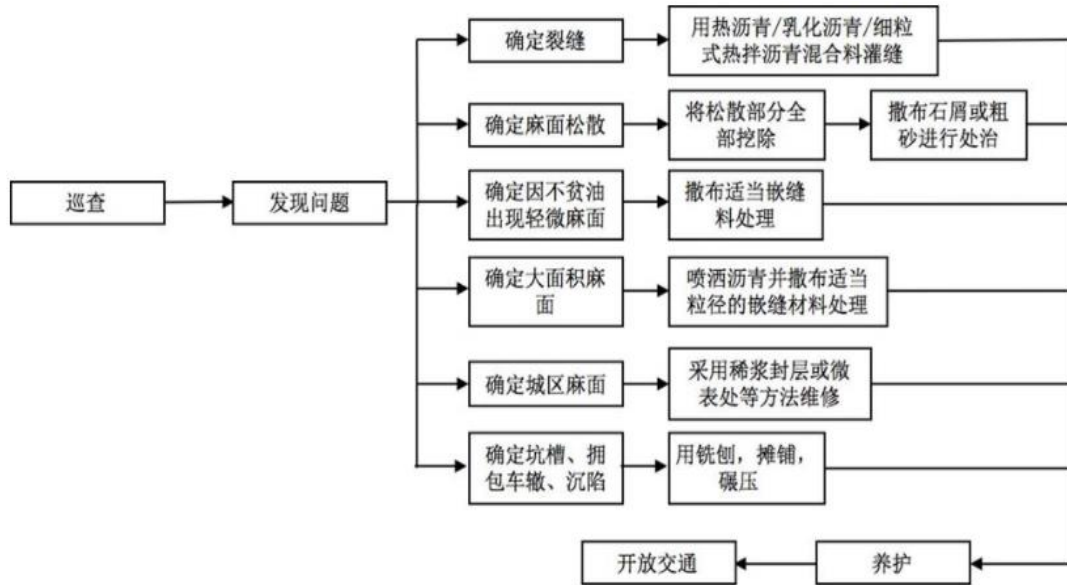 确定裂缝
用热沥青/乳化沥青/细粒
式热拌沥青混合料灌缝
确定麻面松散
将松散部分全
部挖除
撒布石屑或粗
砂进行处治
巡查
发现问题
确定因不贫油
出现轻微麻面
撒布适当嵌缝
料处理
确定大面积麻
面
喷洒沥青并撒布适当
粒径的嵌缝材料处理
确定城区麻面
采用稀浆封层或微
表处等方法维修
确定坑槽、拥
包车辙、沉陷
用铣刨，摊铺，
碾压
开放交通
养护